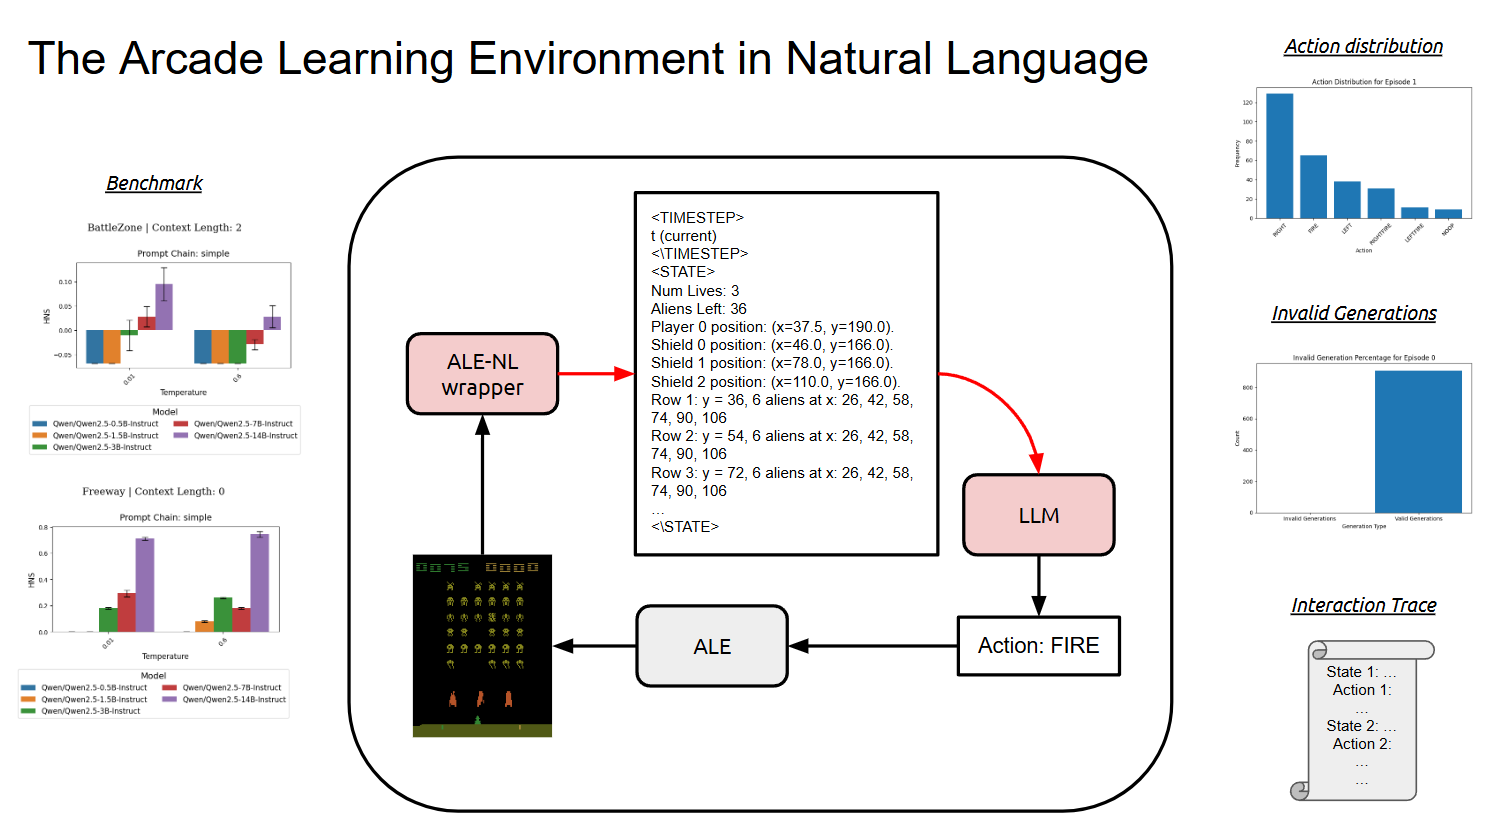 The Arcade Learning Environment in Natural Language
Benchmark
BattleZone | Context Length: 2
Prompt Chain: simple
HNS
0.10
0.05
0.00
−0.05
0.01
0.6
Temperature
Model
Qwen/Qwen2.5-0.5B-Instruct
Qwen/Qwen2.5-1.5B-Instruct
Qwen/Qwen2.5-3B-Instruct
Qwen/Qwen2.5-7B-Instruct
Qwen/Qwen2.5-14B-Instruct
Freeway | Context Length: 0
Prompt Chain: simple
HNS
0.8
0.6
0.4
0.2
0.0
0.01
0.6
Temperature
Model
Qwen/Qwen2.5-0.5B-Instruct
Qwen/Qwen2.5-1.5B-Instruct
Qwen/Qwen2.5-3B-Instruct
Qwen/Qwen2.5-7B-Instruct
Qwen/Qwen2.5-14B-Instruct
ALE-NL
wrapper
<TIMESTEP>
t (current)
<\TIMESTEP>
<STATE>
Num Lives: 3
Aliens Left: 36
Player 0 position: (x=37.5, y=190.0).
Shield 0 position: (x=46.0, y=166.0).
Shield 1 position: (x=78.0, y=166.0).
Shield 2 position: (x=110.0, y=166.0).
Row 1: y = 36, 6 aliens at x: 26, 42, 58,
74, 90, 106
Row 2: y = 54, 6 aliens at x: 26, 42, 58,
74, 90, 106
Row 3: y = 72, 6 aliens at x: 26, 42, 58,
74, 90, 106
...
<\STATE>
LLM
Action: FIRE
ALE
0075 0000
Action distribution
Action Distribution for Episode 1
Frequency
120
100
80
60
40
20
0
RIGHT
FIRE
LEFT
RIGHTFIRE
LEFTFIRE
NOOP
Action
Invalid Generations
Invalid Generation Percentage for Episode 0
Count
800
600
400
200
0
Invalid Generations
Valid Generations
Generation Type
Interaction Trace
State 1: ...
Action 1:
...
State 2: ...
Action 2:
...
...